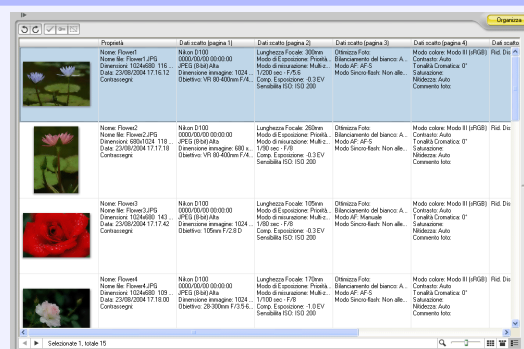 Organizza
Proprietà Dati scatto (pagina 1) Dati scatto (pagina 2) Dati scatto (pagina 3) Dati scatto (pagina 4) Dati scatto
Nome: Flower1 Nikon D100 Lunghezza Focale: 300mm Ottimizza Foto: Modo colore: Modo III (sRGB) Rid. Dis
Nome file: Flower1.JPG 0000/00/00 00:00:00 Modo di Esposizione: Priorità... Bilanciamento del bianco: A... Contrasto: Auto
Dimensioni: 1024x680 116 ... JPEG (8-bit) Alta Modo di misurazione: Multi-z... Modo AF: AF-S Tonalità Cromatica: 0°
Data: 23/08/2004 17.16.12 Dimensione immagine: 1024 ... 1/200 sec - F/5.6 Modo Sincro-flash: Non alle... Saturazione:
Contrassegni: Obiettivo: VR 80-400mm F/4... Comp. Esposizione: -0.3 EV Nitidezza: Auto
Sensibilità ISO: ISO 200 Commento foto:
Nome: Flower2 Nikon D100 Lunghezza Focale: 260mm Ottimizza Foto: Modo colore: Modo III (sRGB) Rid. Dis
Nome file: Flower2.JPG 0000/00/00 00:00:00 Modo di Esposizione: Priorità... Bilanciamento del bianco: A... Contrasto: Auto
Dimensioni: 680x1024 118 ... JPEG (8-bit) Alta Modo di misurazione: Multi-z... Modo AF: AF-S Tonalità Cromatica: 0°
Data: 23/08/2004 17.17.18 Dimensione immagine: 680 x... 1/90 sec - F/8 Modo Sincro-flash: Non alle... Saturazione:
Contrassegni: Obiettivo: VR 80-400mm F/4... Comp. Esposizione: -0.3 EV Nitidezza: Auto
Sensibilità ISO: ISO 200 Commento foto:
Nome: Flower3 Nikon D100 Lunghezza Focale: 105mm Ottimizza Foto: Modo colore: Modo III (sRGB) Rid. Dis
Nome file: Flower3.JPG 0000/00/00 00:00:00 Modo di Esposizione: Priorità... Bilanciamento del bianco: A... Contrasto: Auto
Dimensioni: 1024x680 143 ... JPEG (8-bit) Alta Modo di misurazione: Multi-z... Modo AF: Manuale Tonalità Cromatica: 0°
Data: 23/08/2004 17.17.42 Dimensione immagine: 1024 ... 1/80 sec - F/8 Modo Sincro-flash: Non alle... Saturazione:
Contrassegni: Obiettivo: 105mm F/2.8 D Comp. Esposizione: -0.3 EV Nitidezza: Auto
Sensibilità ISO: ISO 200 Commento foto:
Nome: Flower4 Nikon D100 Lunghezza Focale: 170mm Ottimizza Foto: Modo colore: Modo III (sRGB) Rid. Dis
Nome file: Flower4.JPG 0000/00/00 00:00:00 Modo di Esposizione: Priorità... Bilanciamento del bianco: A... Contrasto: Auto
Dimensioni: 1024x680 109 ... JPEG (8-bit) Alta Modo di misurazione: Multi-z... Modo AF: AF-S Tonalità Cromatica: 0°
Data: 23/08/2004 17.18.00 Dimensione immagine: 1024 ... 1/100 sec - F/8 Modo Sincro-flash: Non alle... Saturazione:
Contrassegni: Obiettivo: 28-300mm F/3.5-6... Comp. Esposizione: -1.0 EV Nitidezza: Auto
Sensibilità ISO: ISO 200 Commento foto:
Selezionate 1, totale 15